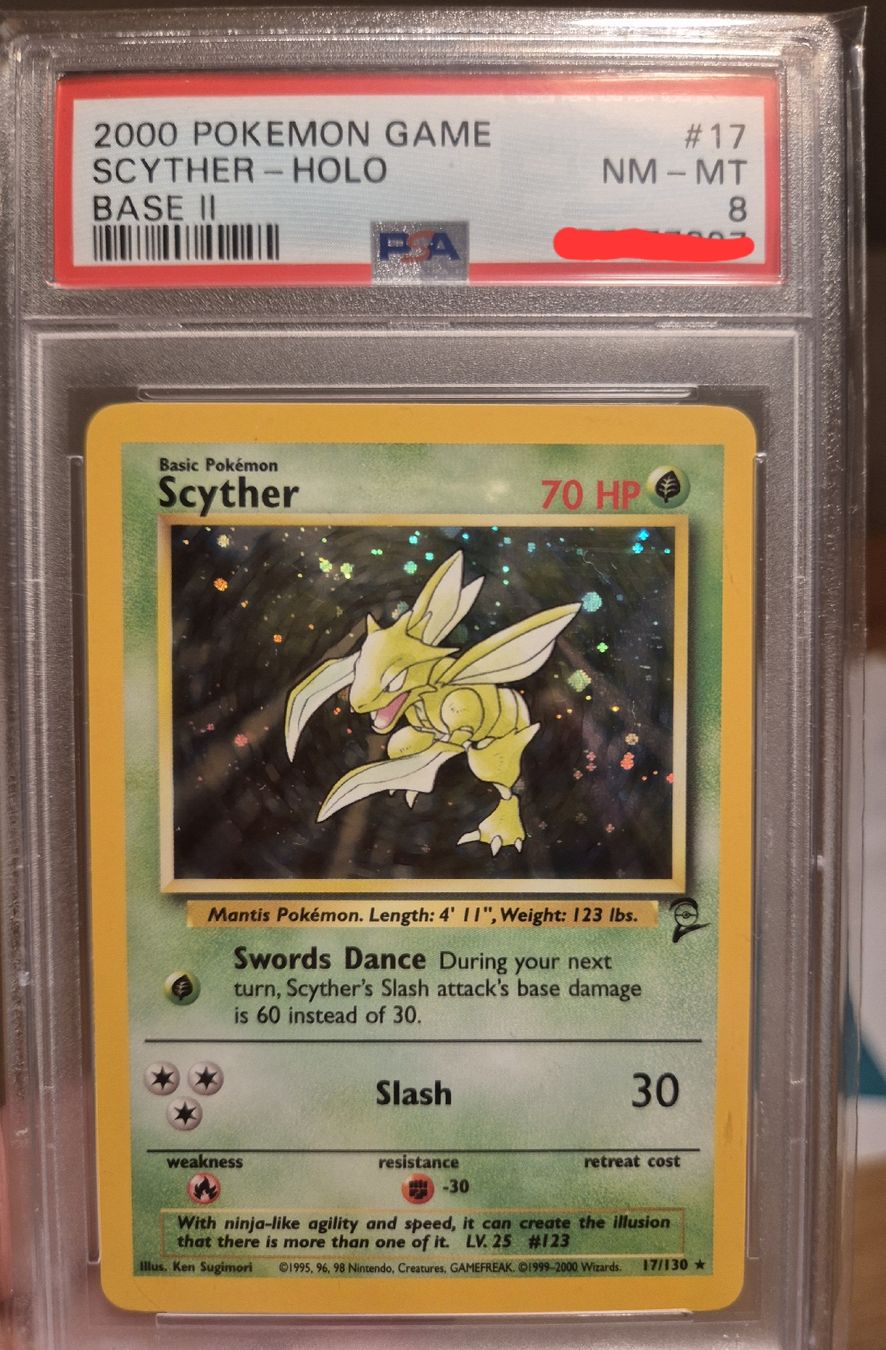 2000 POKEMON GAME #17
SCYTHER - HOLO NM - MT
BASE II 8
PSA
Basic Pokémon
Scyther 70 HP
Mantis Pokémon. Length: 4' 11", Weight: 123 lbs.
Swords Dance During your next
turn, Scyther's Slash attack's base damage
is 60 instead of 30.
Slash 30
weakness resistance retreat cost
-30
With ninja-like agility and speed, it can create the illusion
that there is more than one of it. LV. 25 #123
Illus. Ken Sugimori ©1995, 96, 98 Nintendo, Creatures, GAMEFREAK. ©1999-2000 Wizards. 17/130 ★